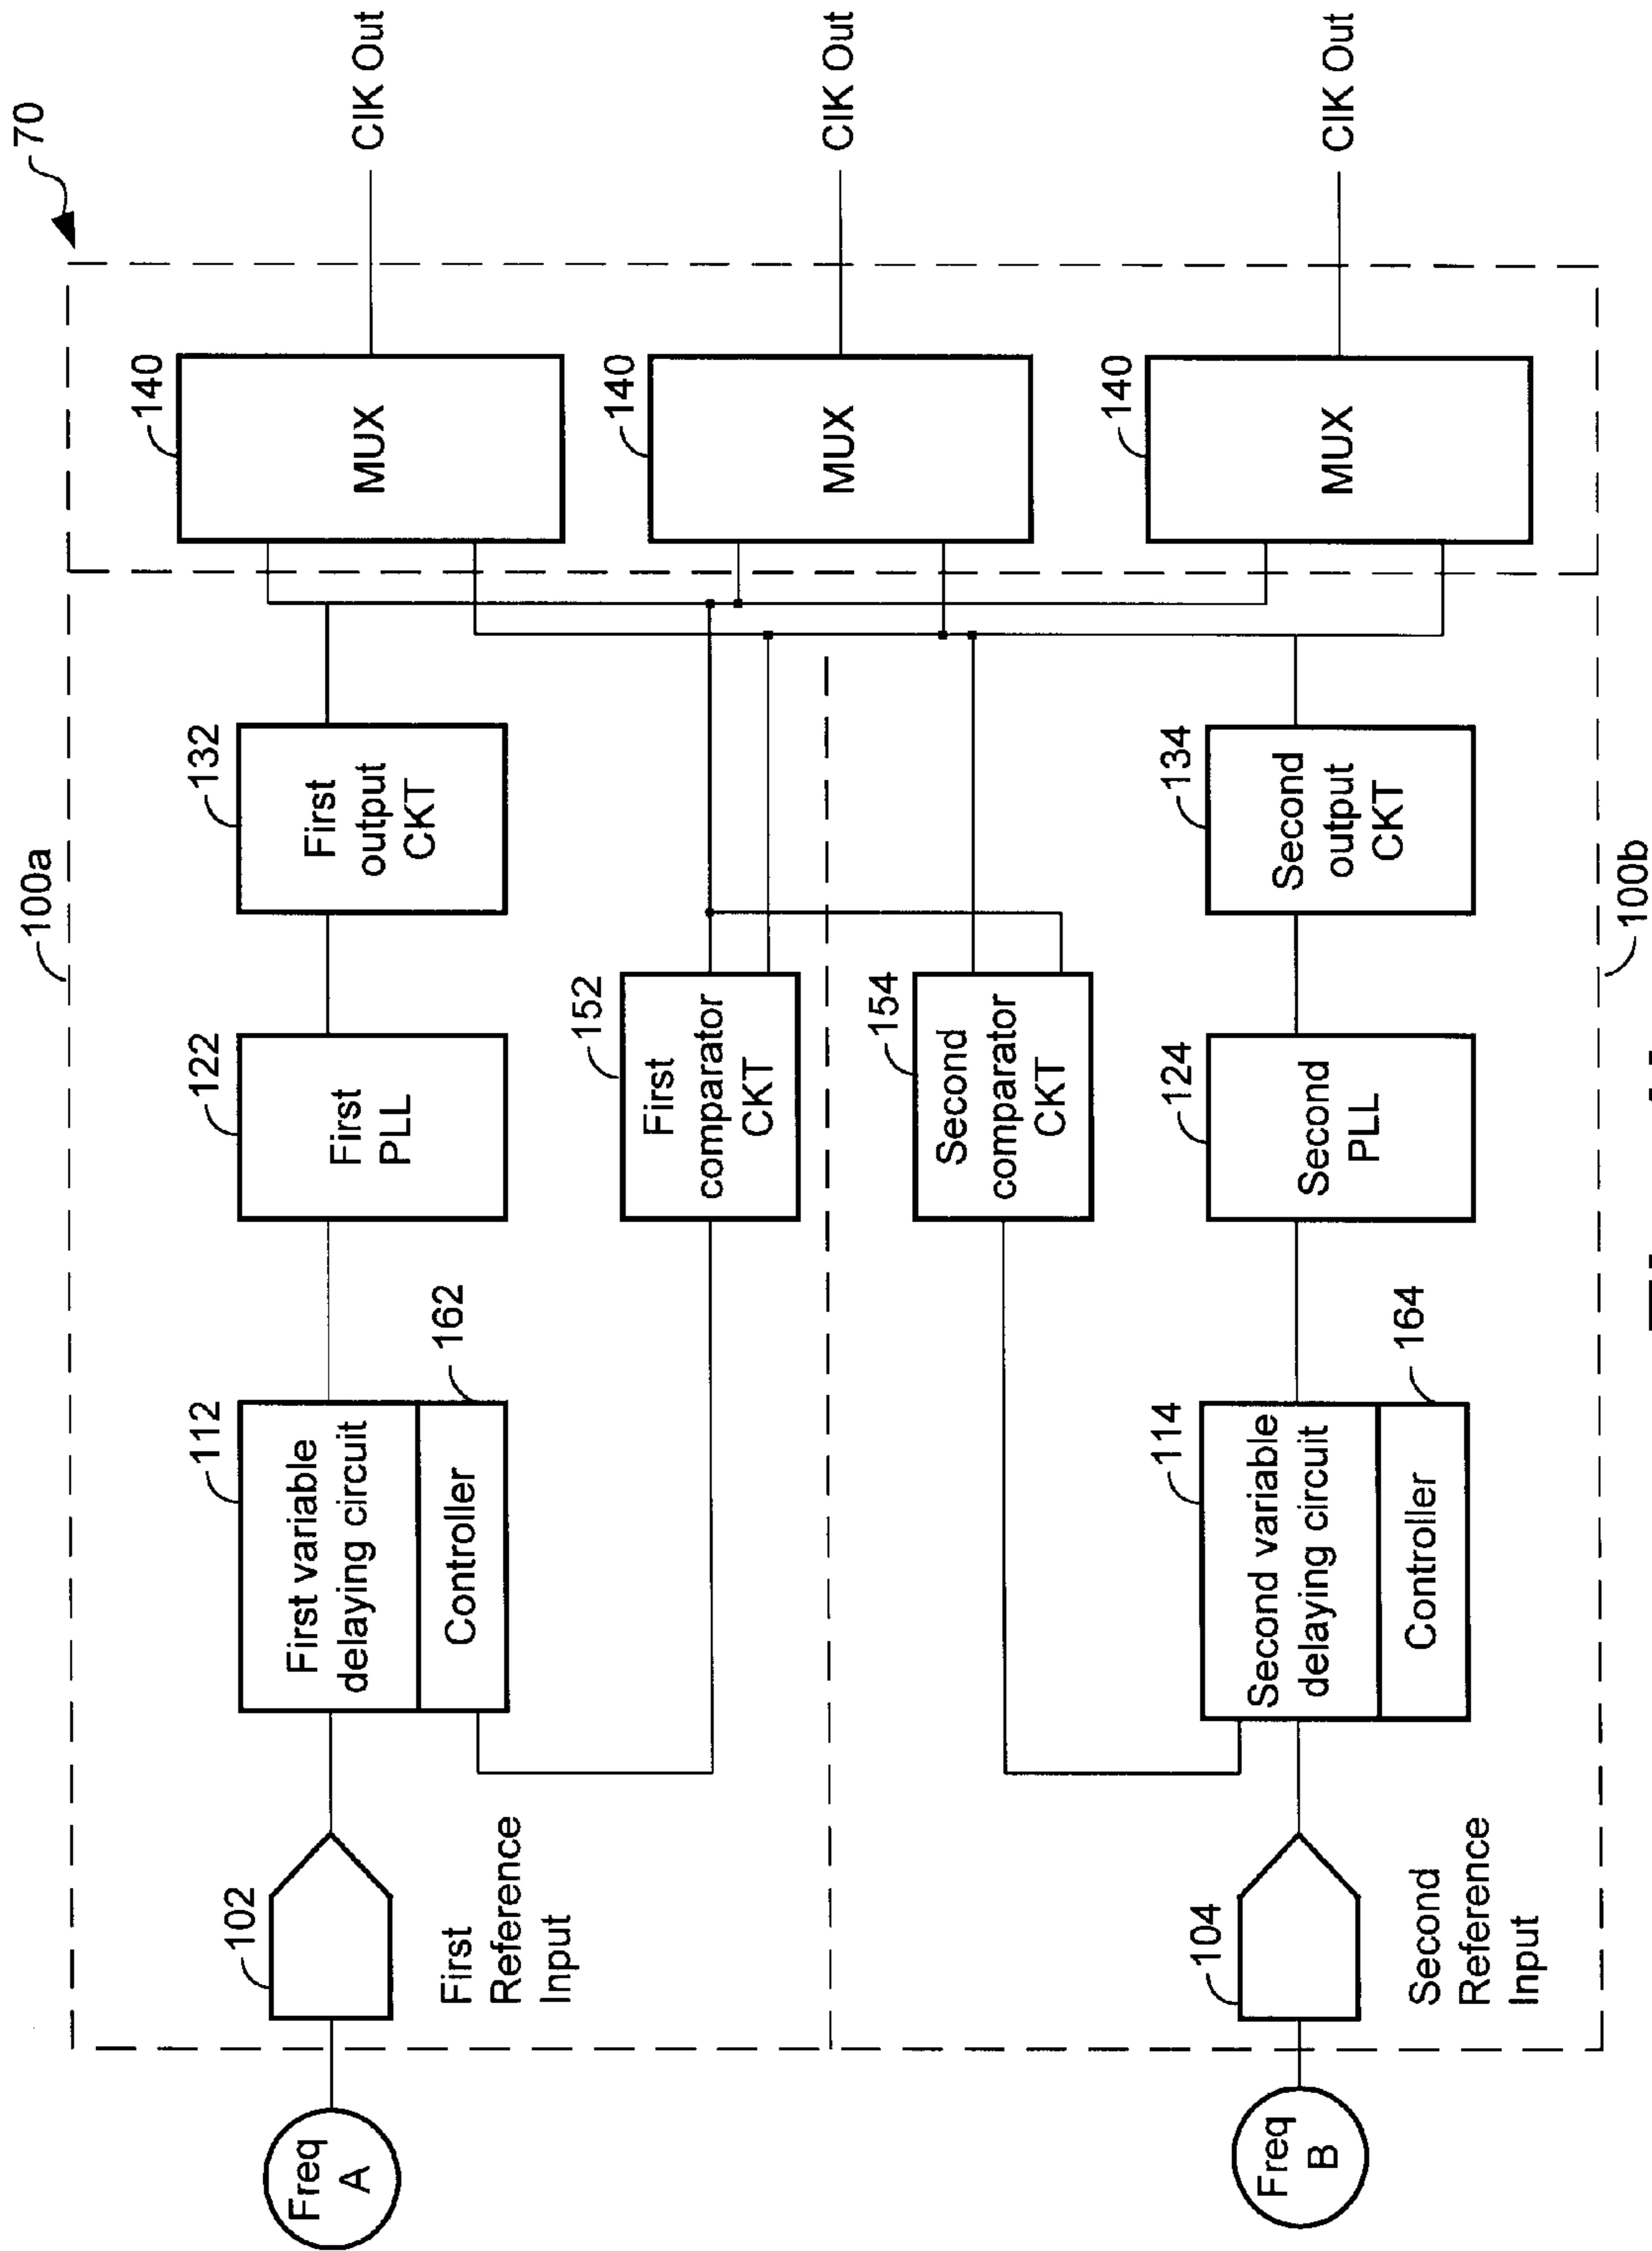 70
100a
Freq
A
102
First
Reference
Input
112
First variable
delaying circuit
Controller
162
122
First
PLL
132
First
output
CKT
140
MUX
ClK Out
152
First
comparator
CKT
140
MUX
ClK Out
154
Second
comparator
CKT
Freq
B
104
Second
Reference
Input
114
Second variable
delaying circuit
Controller
164
124
Second
PLL
134
Second
output
CKT
140
MUX
ClK Out
100b